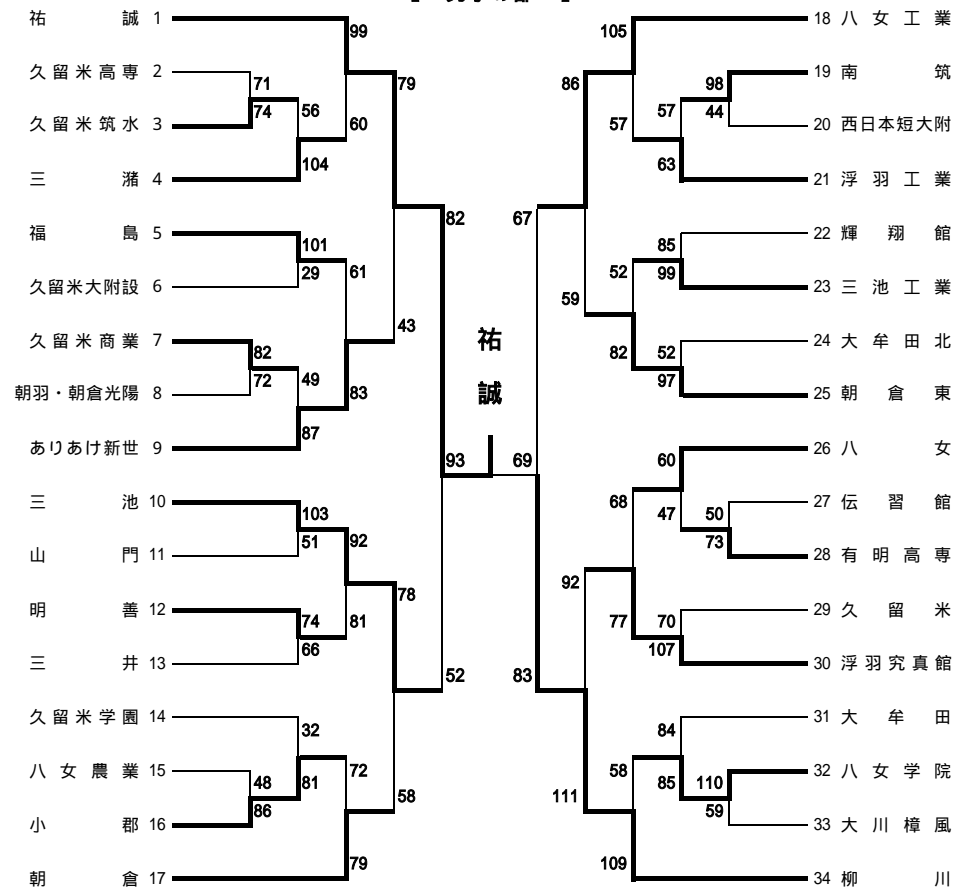 祐誠 1
久留米高専 2
久留米筑水 3
三潴 4
福島 5
久留米大附設 6
久留米商業 7
朝羽・朝倉光陽 8
ありあけ新世 9
三池 10
山門 11
明善 12
三井 13
久留米学園 14
八女農業 15
小郡 16
朝倉 17
99
71
74
56
104
60
79
101
29
61
82
72
49
87
83
43
82
103
51
92
74
66
81
78
32
48
86
81
72
79
58
52
93
祐誠
69
67
83
105
86
98
44
57
57
63
85
99
52
59
82
52
97
60
68
47
50
73
92
77
70
107
84
58
85
110
59
111
109
18 八女工業
19 南筑
20 西日本短大附
21 浮羽工業
22 輝翔館
23 三池工業
24 大牟田北
25 朝倉東
26 八女
27 伝習館
28 有明高専
29 久留米
30 浮羽究真館
31 大牟田
32 八女学院
33 大川樟風
34 柳川